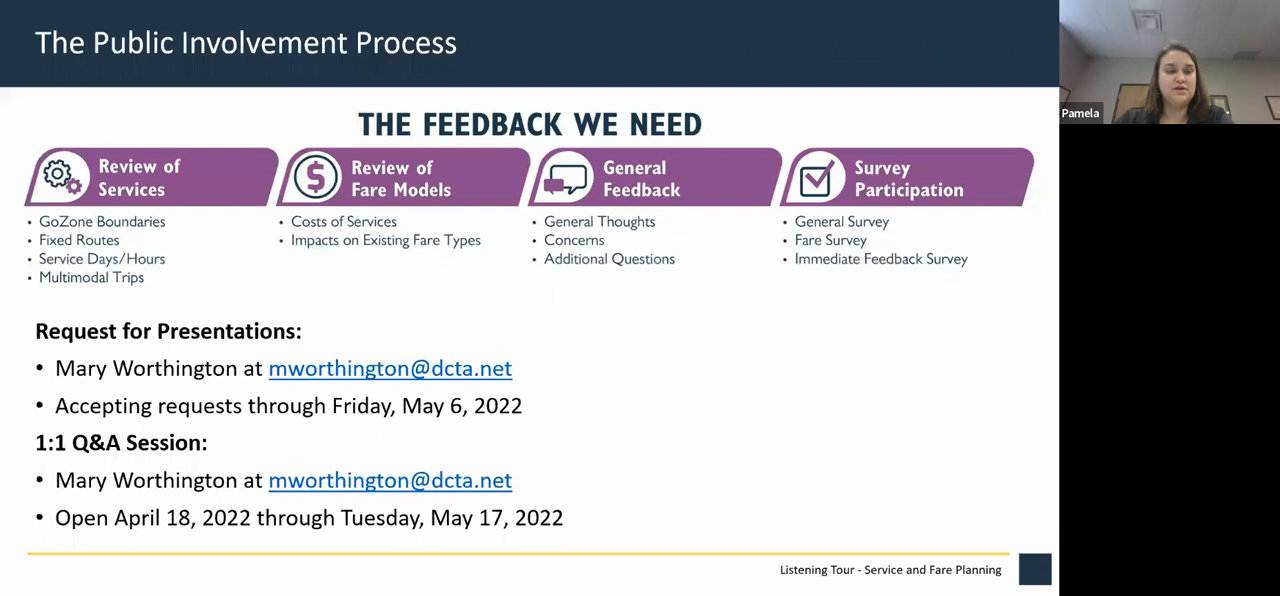 The Public Involvement Process
Pamela
THE FEEDBACK WE NEED
Review of
Services
• GoZone Boundaries
• Fixed Routes
• Service Days/Hours
• Multimodal Trips
Review of
Fare Models
• Costs of Services
• Impacts on Existing Fare Types
General
Feedback
• General Thoughts
• Concerns
• Additional Questions
Survey
Participation
• General Survey
• Fare Survey
• Immediate Feedback Survey
Request for Presentations:
• Mary Worthington at mworthington@dcta.net
• Accepting requests through Friday, May 6, 2022
1:1 Q&A Session:
• Mary Worthington at mworthington@dcta.net
• Open April 18, 2022 through Tuesday, May 17, 2022
Listening Tour - Service and Fare Planning